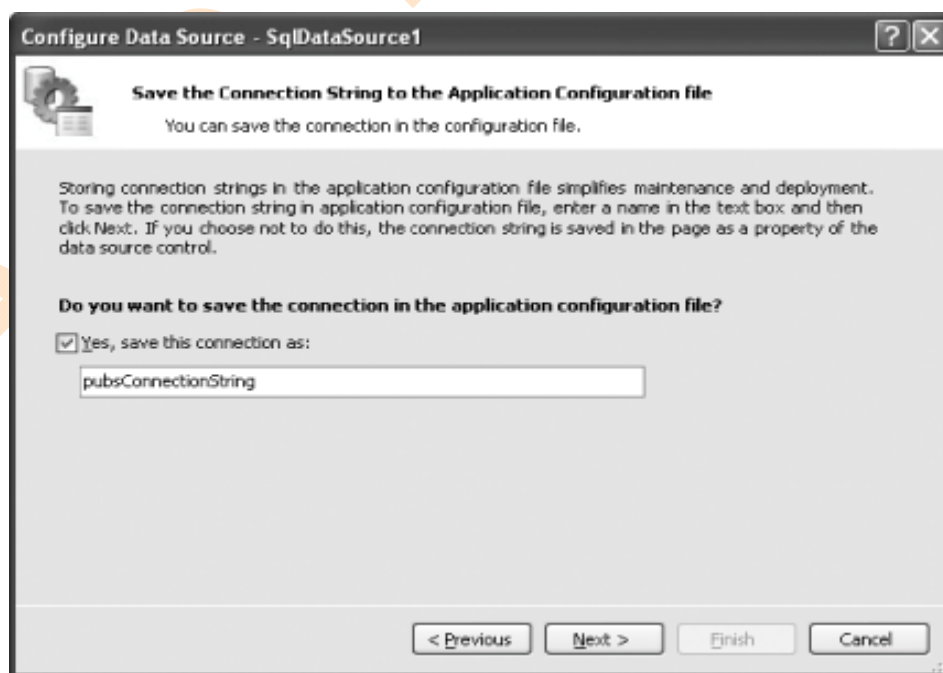 Configure Data Source - SqlDataSource1
Save the Connection String to the Application Configuration file
You can save the connection in the configuration file.
Storing connection strings in the application configuration file simplifies maintenance and deployment.
To save the connection string in application configuration file, enter a name in the text box and then
click Next. If you choose not to do this, the connection string is saved in the page as a property of the
data source control.
Do you want to save the connection in the application configuration file?
Yes, save this connection as:
pubsConnectionString
< Previous
Next >
Finish
Cancel